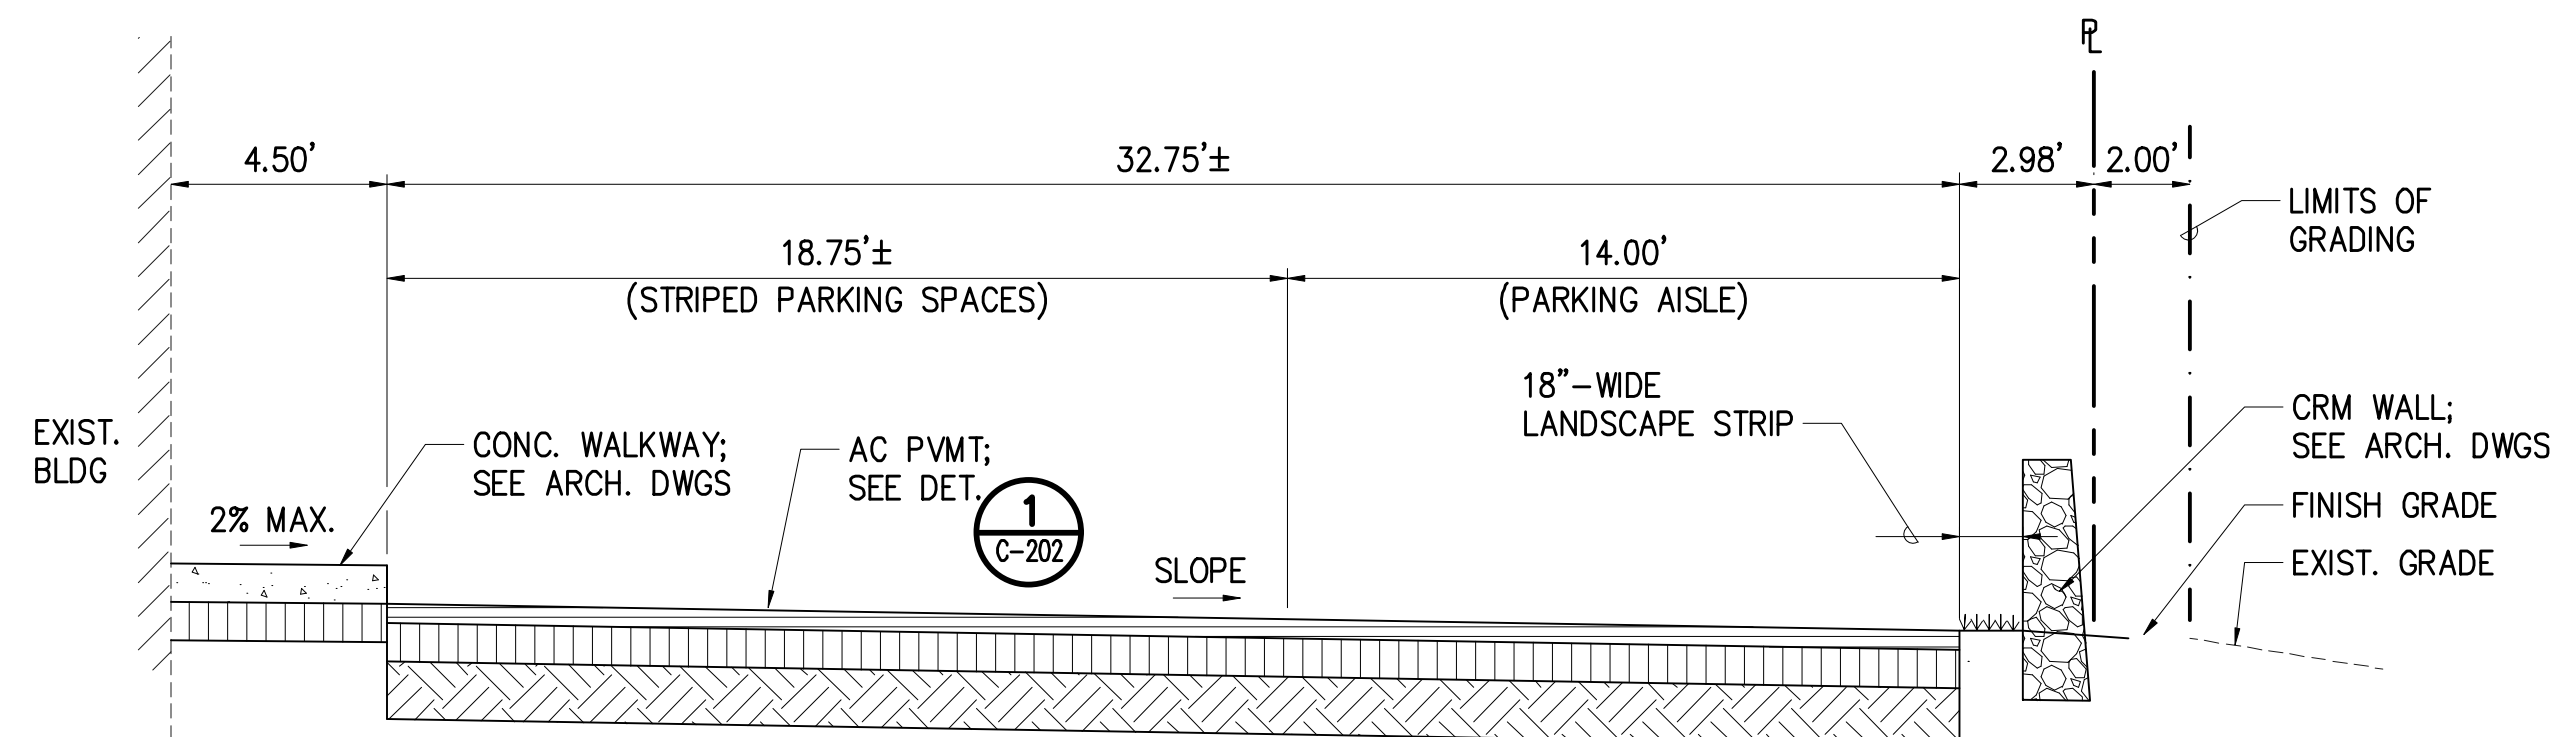 ℄
4.50'
32.75'±
2.98'
2.00'
LIMITS OF
GRADING
18.75'±
(STRIPED PARKING SPACES)
14.00'
(PARKING AISLE)
18"-WIDE
LANDSCAPE STRIP
CRM WALL;
SEE ARCH. DWGS
EXIST.
BLDG
CONC. WALKWAY;
SEE ARCH. DWGS
AC PVMT;
SEE DET.
1
C-202
2% MAX.
SLOPE
FINISH GRADE
EXIST. GRADE